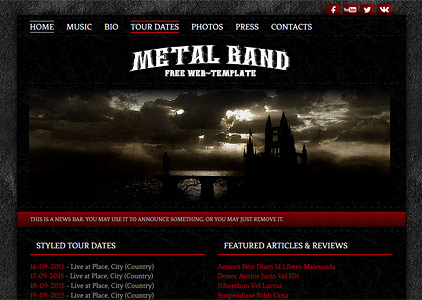 HOME MUSIC BIO TOUR DATES PHOTOS PRESS CONTACTS
METAL BAND
FREE WEB~TEMPLATE
THIS IS A NEWS BAR. YOU MAY USE IT TO ANNOUNCE SOMETHING, OR YOU MAY JUST REMOVE IT.
STYLED TOUR DATES
16-09-2015 - Live at Place, City (Country)
17-09-2015 - Live at Place, City (Country)
18-09-2015 - Live at Place, City (Country)
19-09-2015 - Live at Place, City (Country)
FEATURED ARTICLES & REVIEWS
Aenean Non Diam Id Libero Malesuada
Donec Auctor Justo Vel Dis
Bibendum Vel Luctus
Suspendisse Nibh Urna